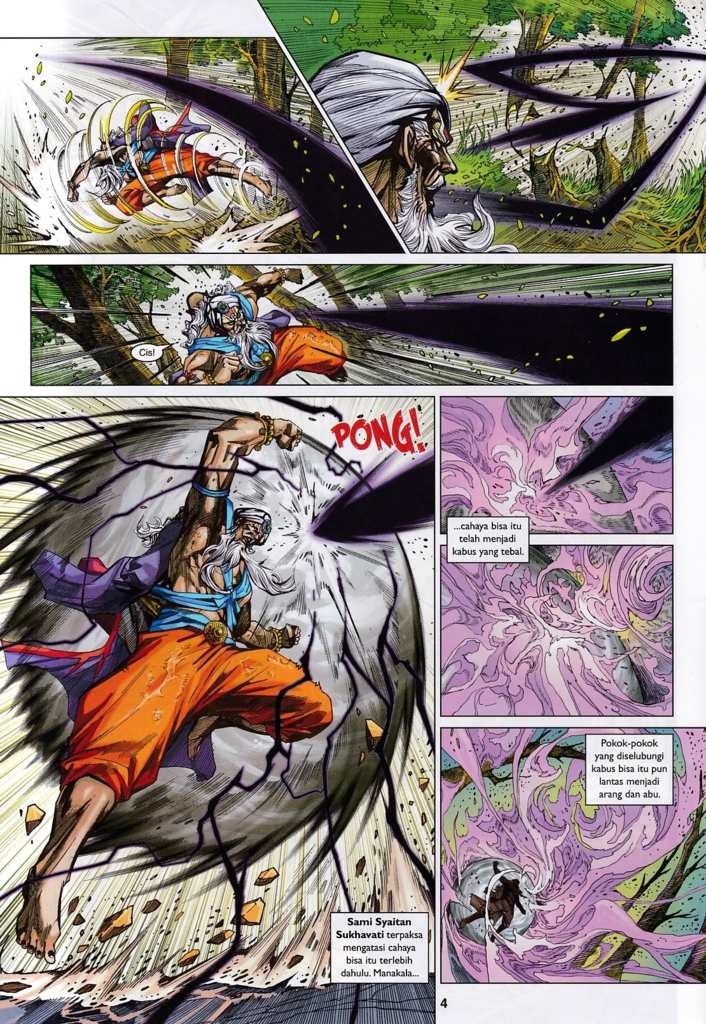 Cis!
PONG!
Sami Syaitan
Sukhavati terpaksa
mengatasi cahaya
bisa itu terlebih
dahulu. Manakala...
...cahaya bisa itu
telah menjadi
kabus yang tebal.
Pokok-pokok
yang diselubungi
kabus bisa itu pun
lantas menjadi
arang dan abu.
4